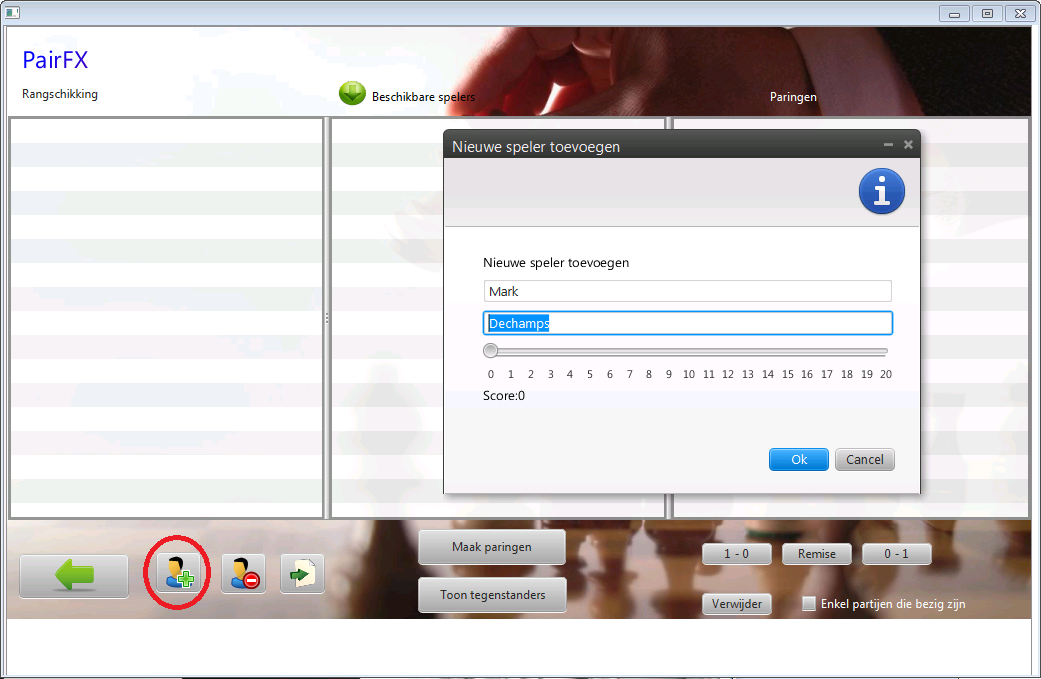 PairFX
Rangschikking
Beschikbare spelers
Paringen
Nieuwe speler toevoegen
Nieuwe speler toevoegen
Mark
Dechamps
0 1 2 3 4 5 6 7 8 9 10 11 12 13 14 15 16 17 18 19 20
Score:0
Ok Cancel
Maak paringen
Toon tegenstanders
1 - 0 Remise 0 - 1
Verwijder Enkel partijen die bezig zijn